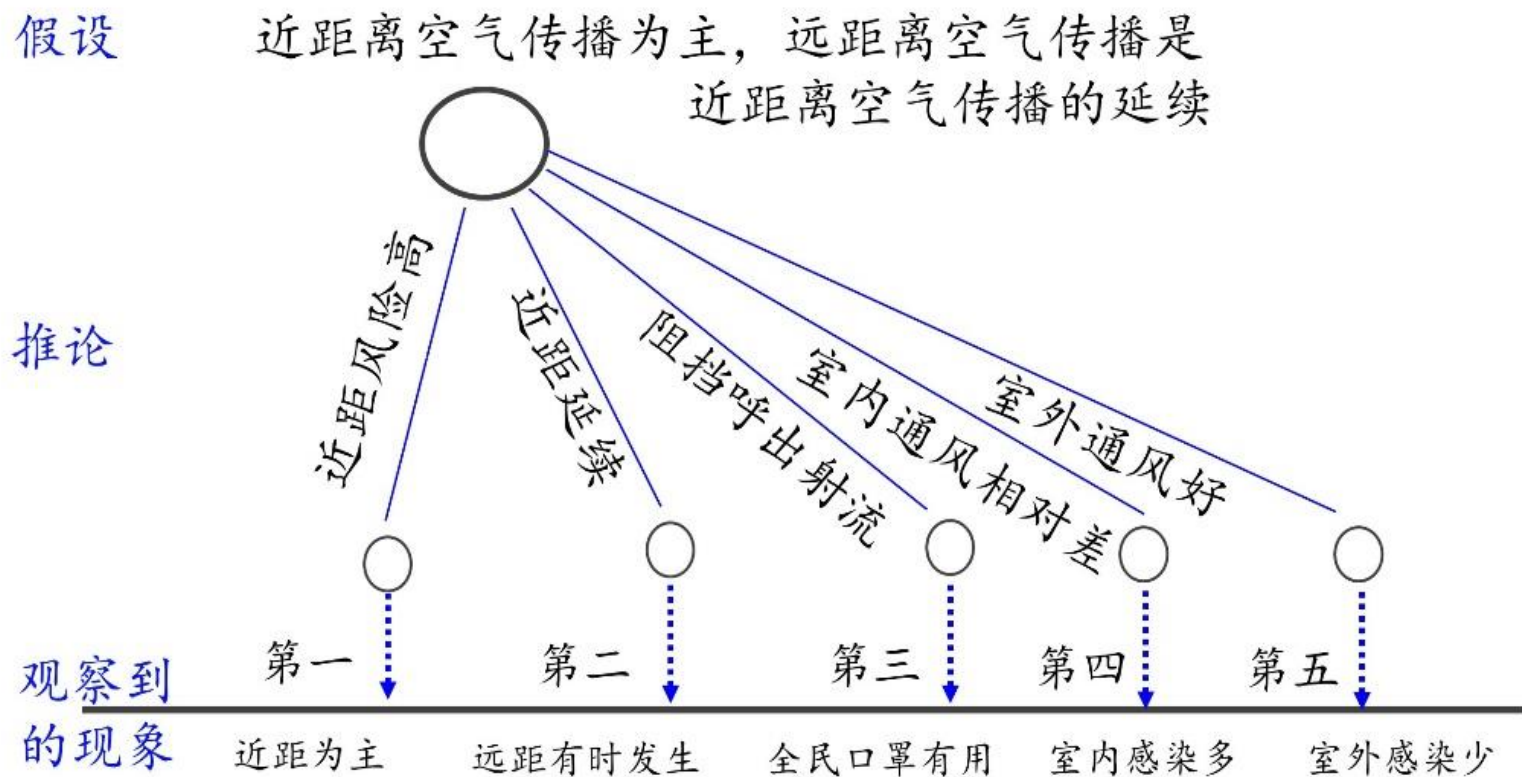 假设
近距离空气传播为主，远距离空气传播是
近距离空气传播的延续
推论
近距风险高
近距延续
阻挡呼出射流
室内通风相对差
室外通风好
观察到
的现象
第一
第二
第三
第四
第五
近距为主
远距有时发生
全民口罩有用
室内感染多
室外感染少